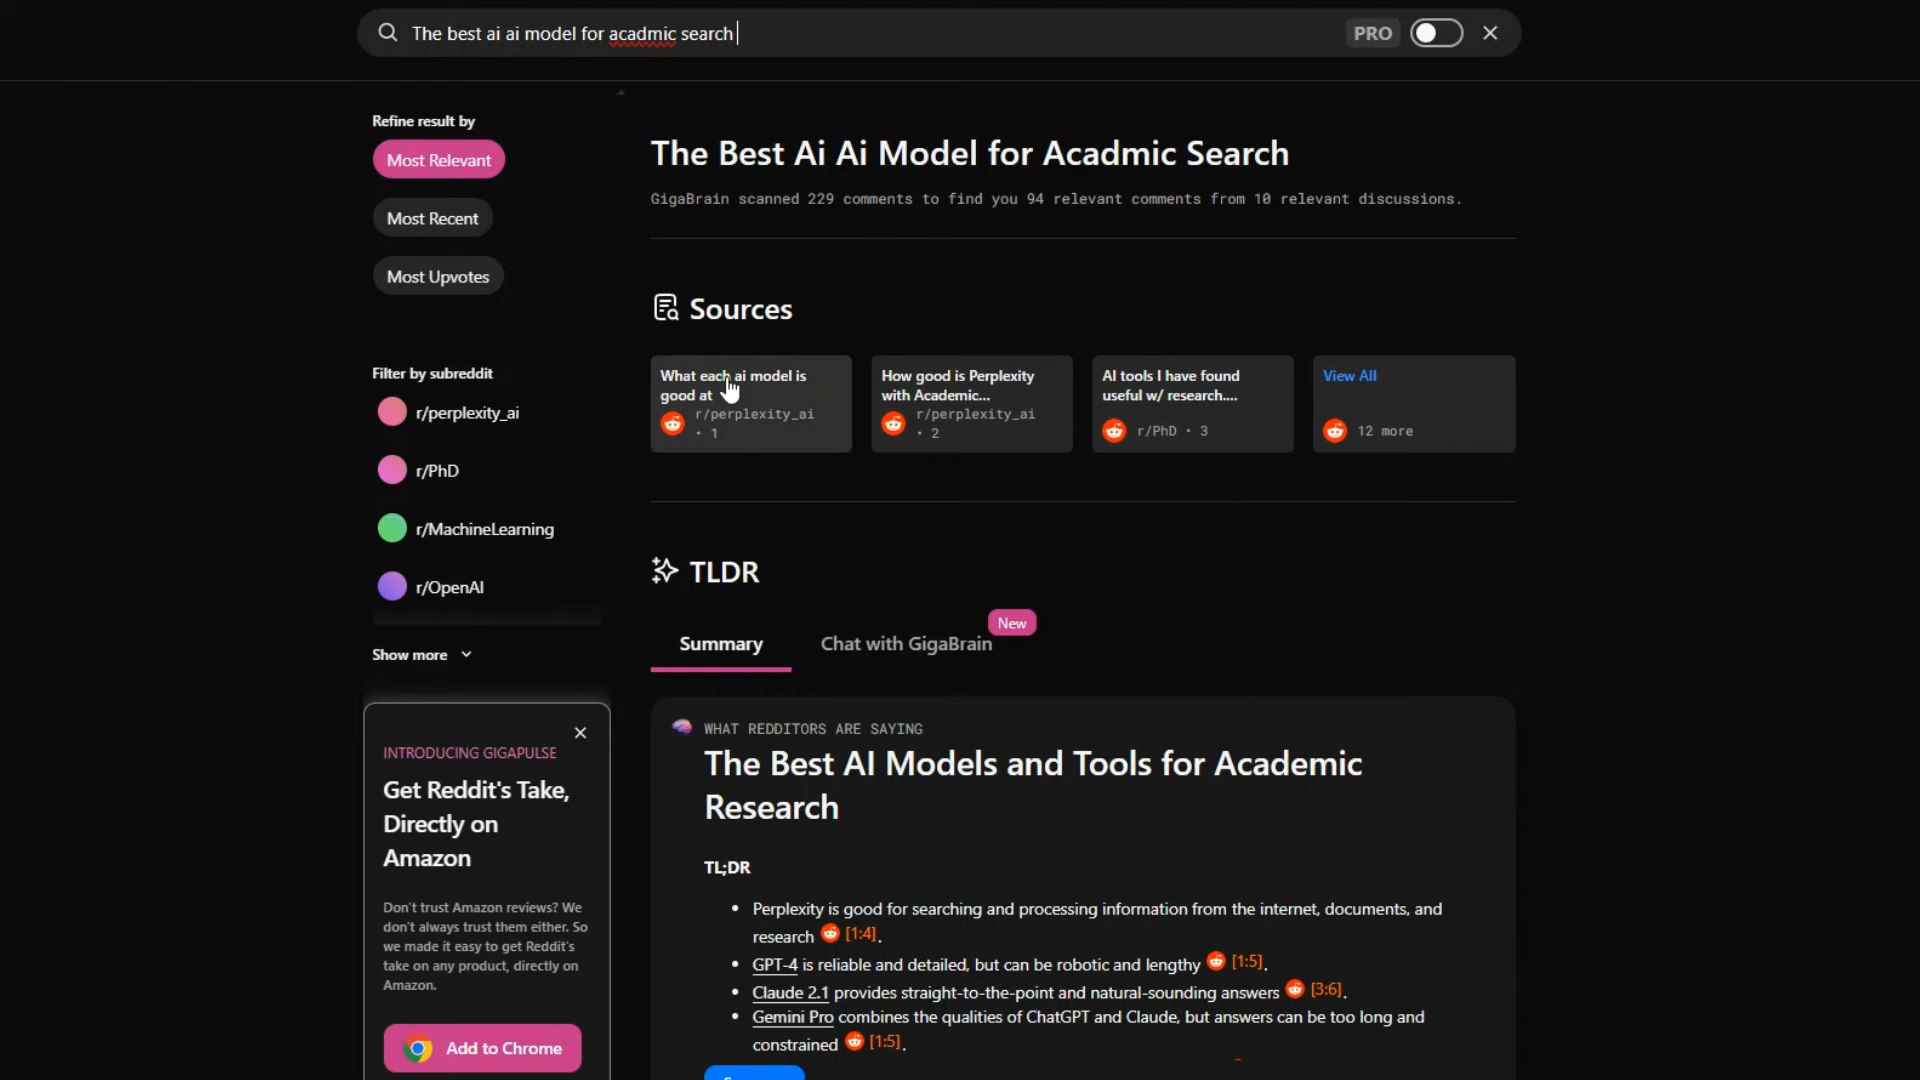 The best ai ai model for acadmic search
PRO
Refine result by
Most Relevant
Most Recent
Most Upvotes
Filter by subreddit
r/perplexity_ai
r/PhD
r/MachineLearning
r/OpenAI
Show more
INTRODUCING GIGAPULSE
Get Reddit's Take,
Directly on
Amazon
Don't trust Amazon reviews? We
don't always trust them either. So
we made it easy to get Reddit's
take on any product, directly on
Amazon.
Add to Chrome
The Best Ai Ai Model for Acadmic Search
GigaBrain scanned 229 comments to find you 94 relevant comments from 10 relevant discussions.
Sources
What each ai model is
good at
r/perplexity_ai
· 1
How good is Perplexity
with Academic...
r/perplexity_ai
· 2
AI tools I have found
useful w/ research....
r/PhD · 3
View All
12 more
TLDR
New
Summary
Chat with GigaBrain
WHAT REDDITORS ARE SAYING
The Best AI Models and Tools for Academic
Research
TL;DR
• Perplexity is good for searching and processing information from the internet, documents, and
research [1:4].
• GPT-4 is reliable and detailed, but can be robotic and lengthy [1:5].
• Claude 2.1 provides straight-to-the-point and natural-sounding answers [3:6].
• Gemini Pro combines the qualities of ChatGPT and Claude, but answers can be too long and
constrained [1:5].